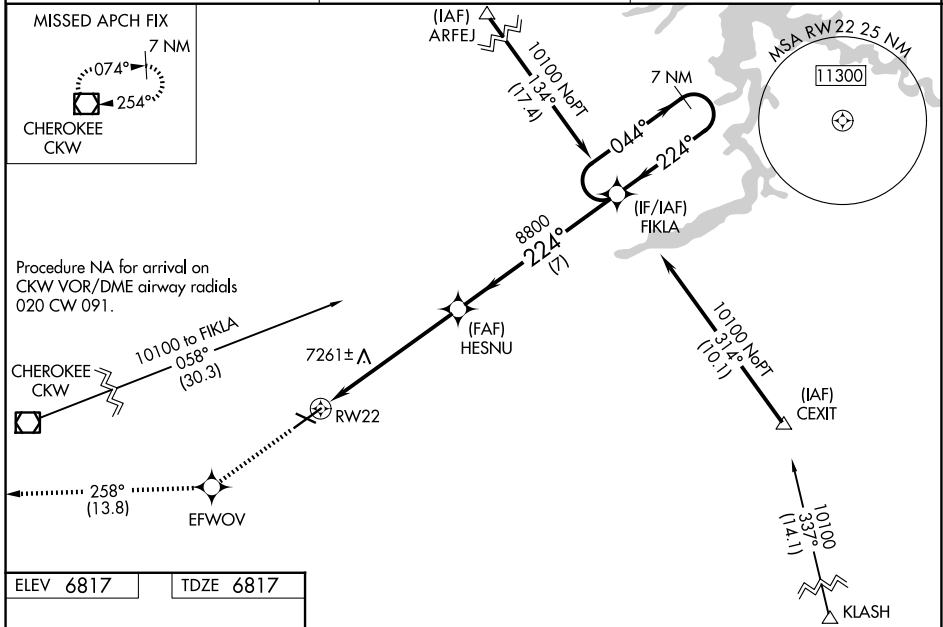 MISSED APCH FIX
7 NM
074°
254°
CHEROKEE
CKW
(IAF)
ARFEJ
10100 NoPT
134°
(17.4)
7 NM
044°
224°
(IF/IAF)
FIKLA
MSA RW22 25 NM
11300
8800
224°
(7)
(FAF)
HESNU
Procedure NA for arrival on
CKW VOR/DME airway radials
020 CW 091.
10100 to FIKLA
058°
(30.3)
CHEROKEE
CKW
7261±
RW22
10100 NoPT
314°
(10.1)
(IAF)
CEXIT
258°
(13.8)
EFWOV
10100
337°
(14.1)
KLASH
ELEV 6817
TDZE 6817